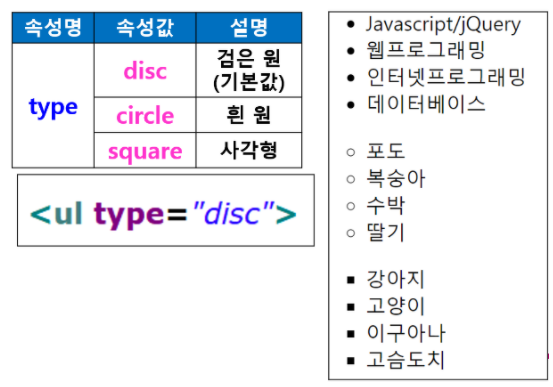 속성명 속성값 설명
type
disc 검은 원
(기본값)
circle 흰 원
square 사각형
<ul type="disc">
• Javascript/jQuery
• 웹프로그래밍
• 인터넷프로그래밍
• 데이터베이스
○ 포도
○ 복숭아
○ 수박
○ 딸기
■ 강아지
■ 고양이
■ 이구아나
■ 고슴도치